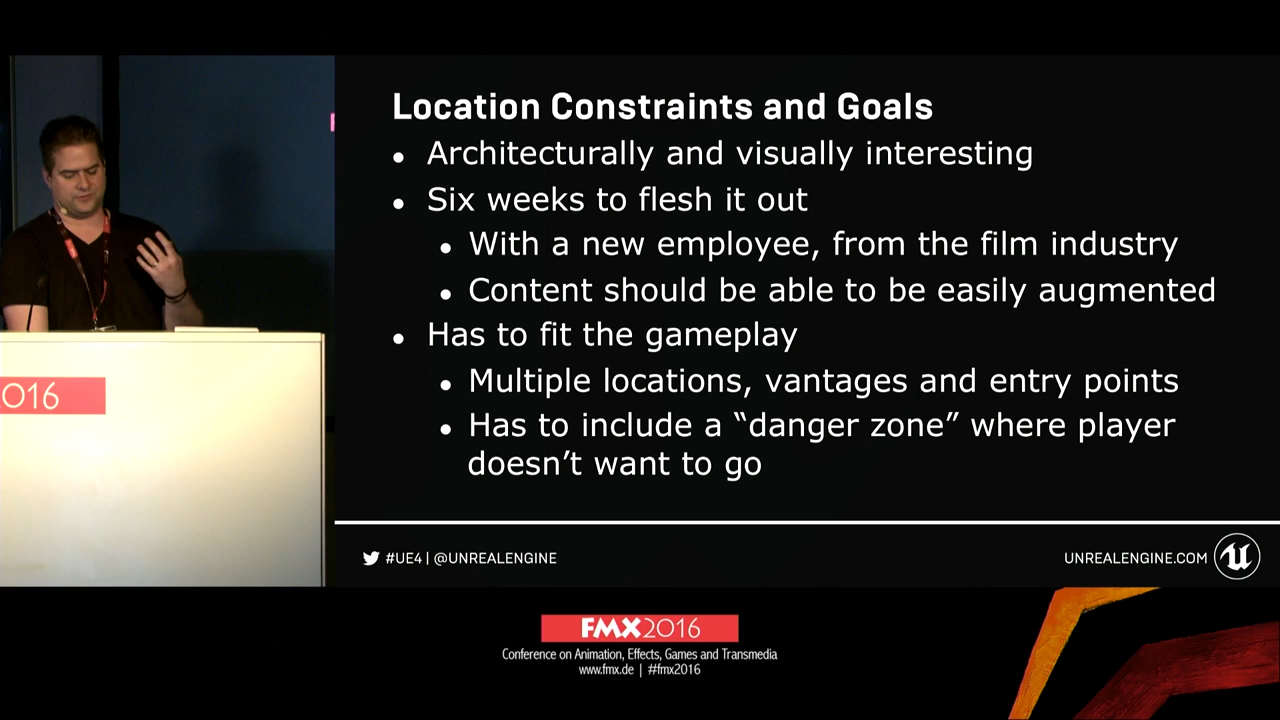 Location Constraints and Goals
• Architecturally and visually interesting
• Six weeks to flesh it out
• With a new employee, from the film industry
• Content should be able to be easily augmented
• Has to fit the gameplay
• Multiple locations, vantages and entry points
• Has to include a “danger zone” where player
doesn’t want to go
2016
#UE4 | @UNREALENGINE
UNREALENGINE.COM
FMX2016
Conference on Animation, Effects, Games and Transmedia
www.fmx.de | #fmx2016